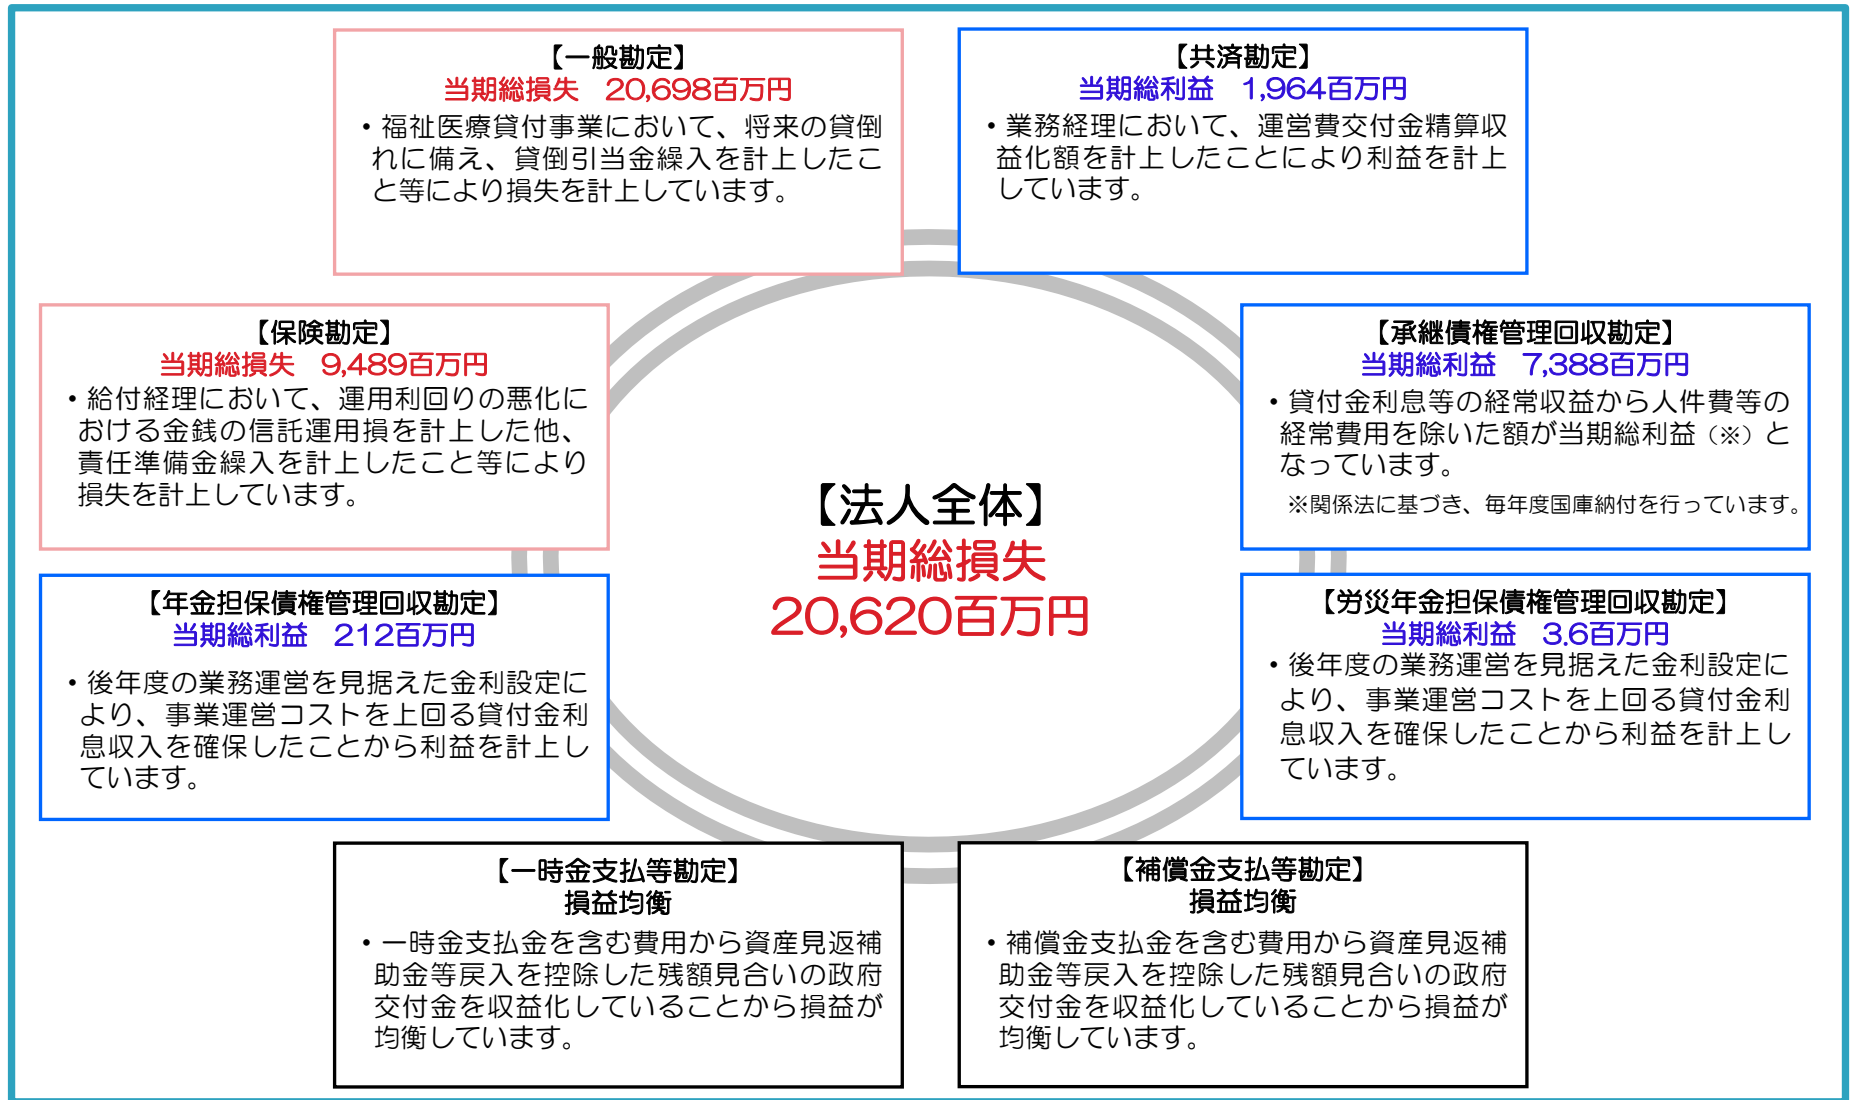 【一般勘定】
当期総損失　20,698百万円
・福祉医療貸付事業において、将来の貸倒
れに備え、貸倒引当金繰入を計上したこ
と等により損失を計上しています。
【共済勘定】
当期総利益　1,964百万円
・業務経理において、運営費交付金精算収
益化額を計上したことにより利益を計上
しています。
【保険勘定】
当期総損失　9,489百万円
・給付経理において、運用利回りの悪化に
おける金銭の信託運用損を計上した他、
責任準備金繰入を計上したこと等により
損失を計上しています。
【承継債権管理回収勘定】
当期総利益　7,388百万円
・貸付金利息等の経常収益から人件費等の
経常費用を除いた額が当期総利益（※）と
なっています。
※関係法に基づき、毎年度国庫納付を行っています。
【法人全体】
当期総損失
20,620百万円
【年金担保債権管理回収勘定】
当期総利益　212百万円
・後年度の業務運営を見据えた金利設定に
より、事業運営コストを上回る貸付金利
息収入を確保したことから利益を計上し
ています。
【労災年金担保債権管理回収勘定】
当期総利益　3.6百万円
・後年度の業務運営を見据えた金利設定に
より、事業運営コストを上回る貸付金利
息収入を確保したことから利益を計上し
ています。
【一時金支払等勘定】
損益均衡
・一時金支払金を含む費用から資産見返補
助金等戻入を控除した残額見合いの政府
交付金を収益化していることから損益が
均衡しています。
【補償金支払等勘定】
損益均衡
・補償金支払金を含む費用から資産見返補
助金等戻入を控除した残額見合いの政府
交付金を収益化していることから損益が
均衡しています。